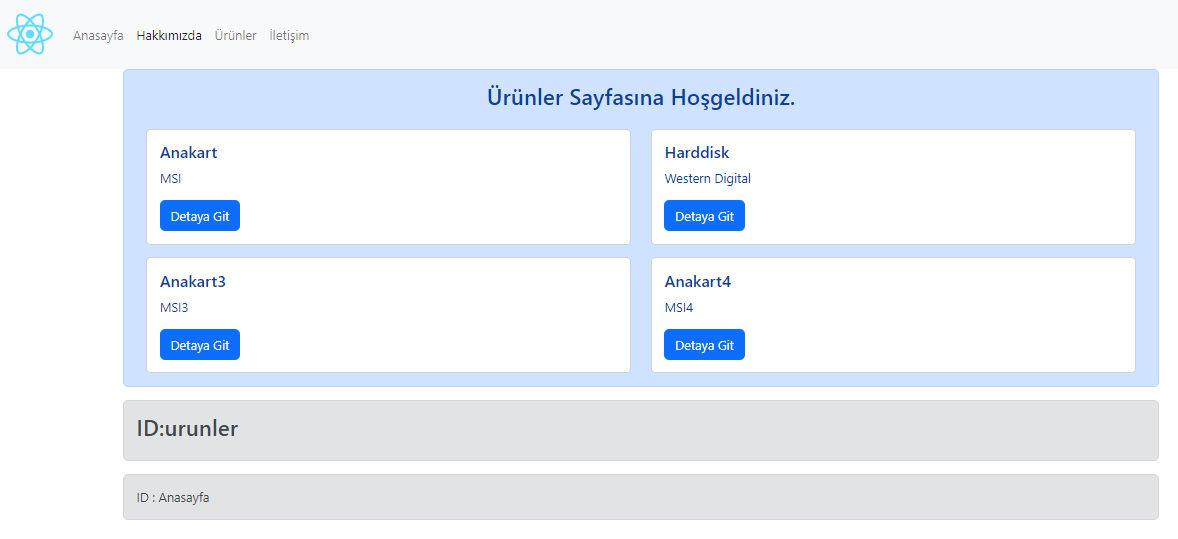 Anasayfa Hakkımızda Ürünler İletişim
Ürünler Sayfasına Hoşgeldiniz.
Anakart
MSI
Detaya Git
Harddisk
Western Digital
Detaya Git
Anakart3
MSI3
Detaya Git
Anakart4
MSI4
Detaya Git
ID:urunler
ID : Anasayfa